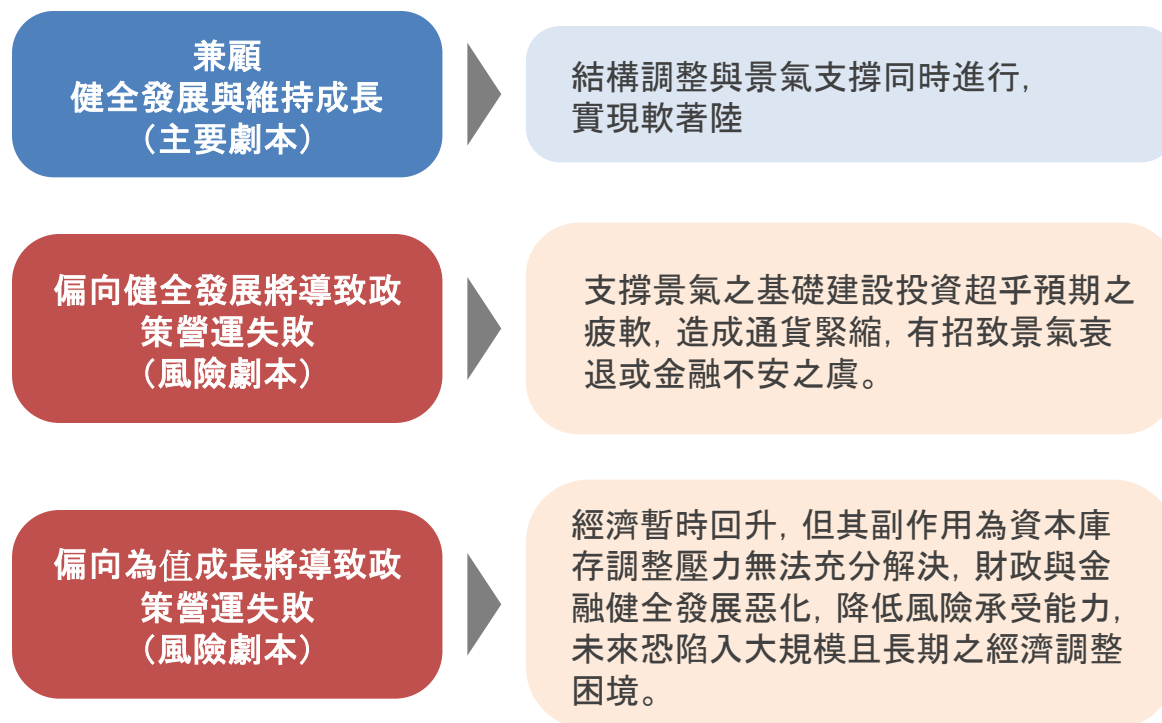 兼顧
健全發展與維持成長
（主要劇本）
結構調整與景氣支撐同時進行，
實現軟著陸
偏向健全發展將導致政
策營運失敗
（風險劇本）
支撐景氣之基礎建設投資超乎預期之
疲軟，造成通貨緊縮，有招致景氣衰
退或金融不安之虞。
偏向為值成長將導致政
策營運失敗
（風險劇本）
經濟暫時回升，但其副作用為資本庫
存調整壓力無法充分解決，財政與金
融健全發展惡化，降低風險承受能力，
未來恐陷入大規模且長期之經濟調整
困境。